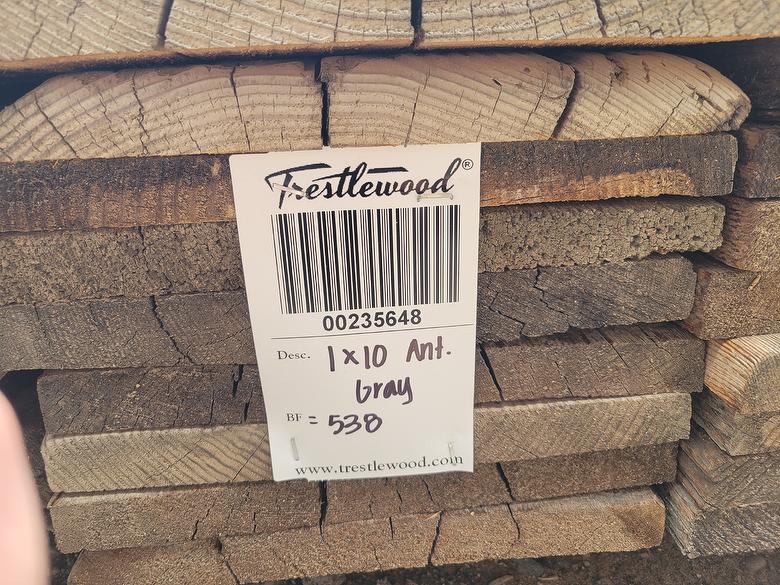 Trestlewood®
00235648
Desc. 1x10 Ant.
Gray
BF = 538
www.trestlewood.com